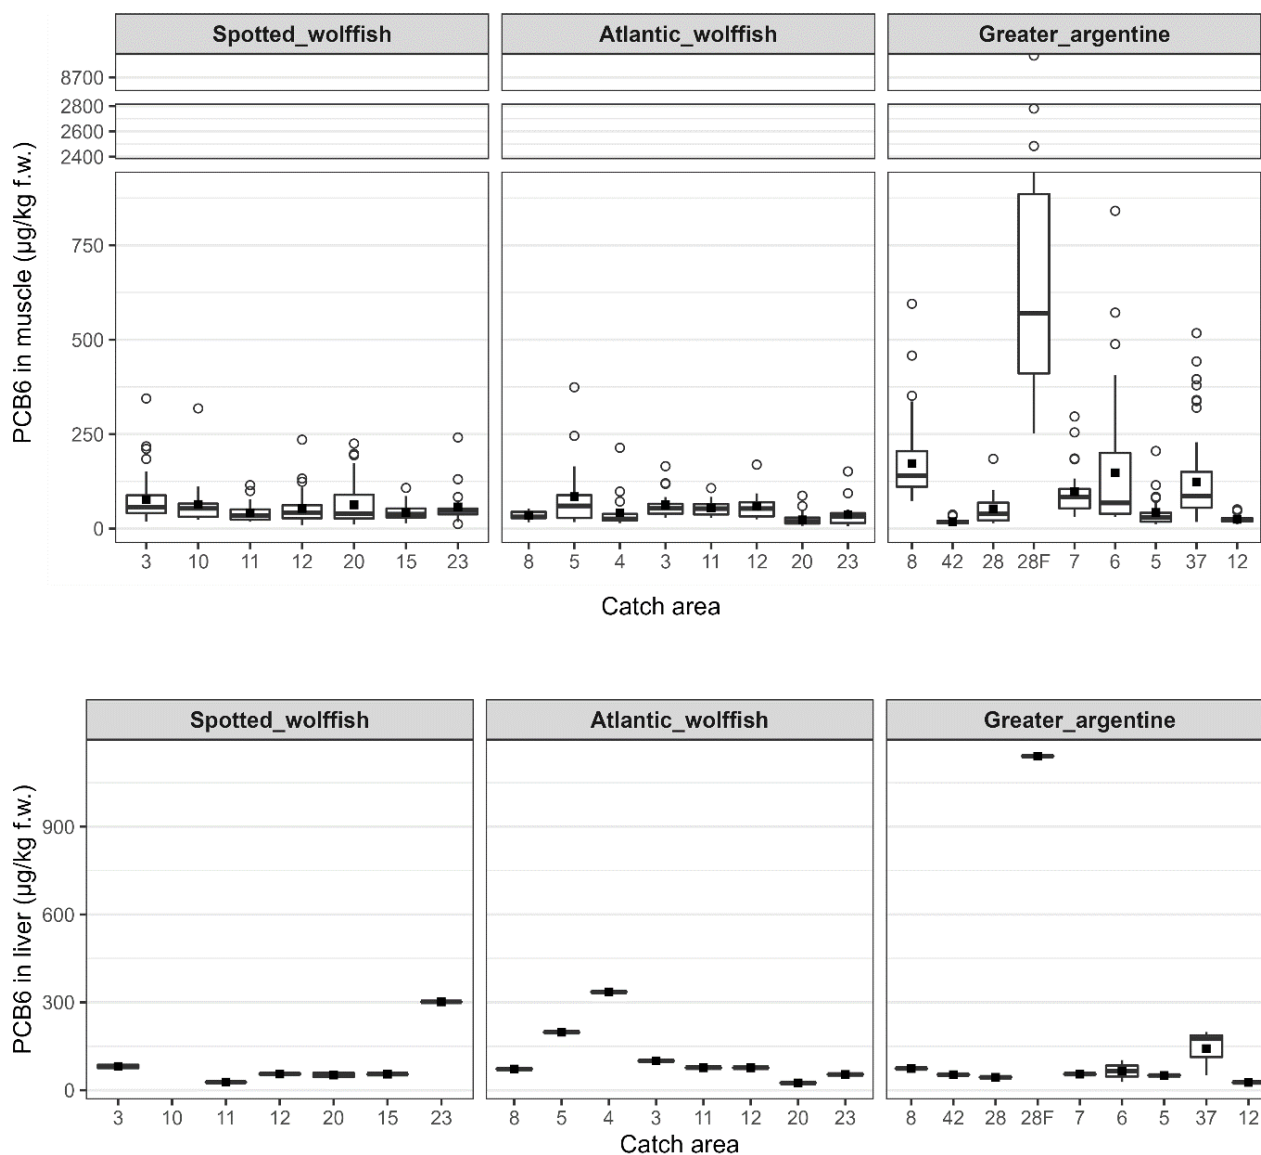 Spotted_wolffish Atlantic_wolffish Greater_argentine
8700
2800
2600
2400
750
500
250
0
PCB6 in muscle (µg/kg f.w.)
3 10 11 12 20 15 23 8 5 4 3 11 12 20 23 8 42 28 28F 7 6 5 37 12
Catch area
Spotted_wolffish Atlantic_wolffish Greater_argentine
900
600
300
0
PCB6 in liver (µg/kg f.w.)
3 10 11 12 20 15 23 8 5 4 3 11 12 20 23 8 42 28 28F 7 6 5 37 12
Catch area